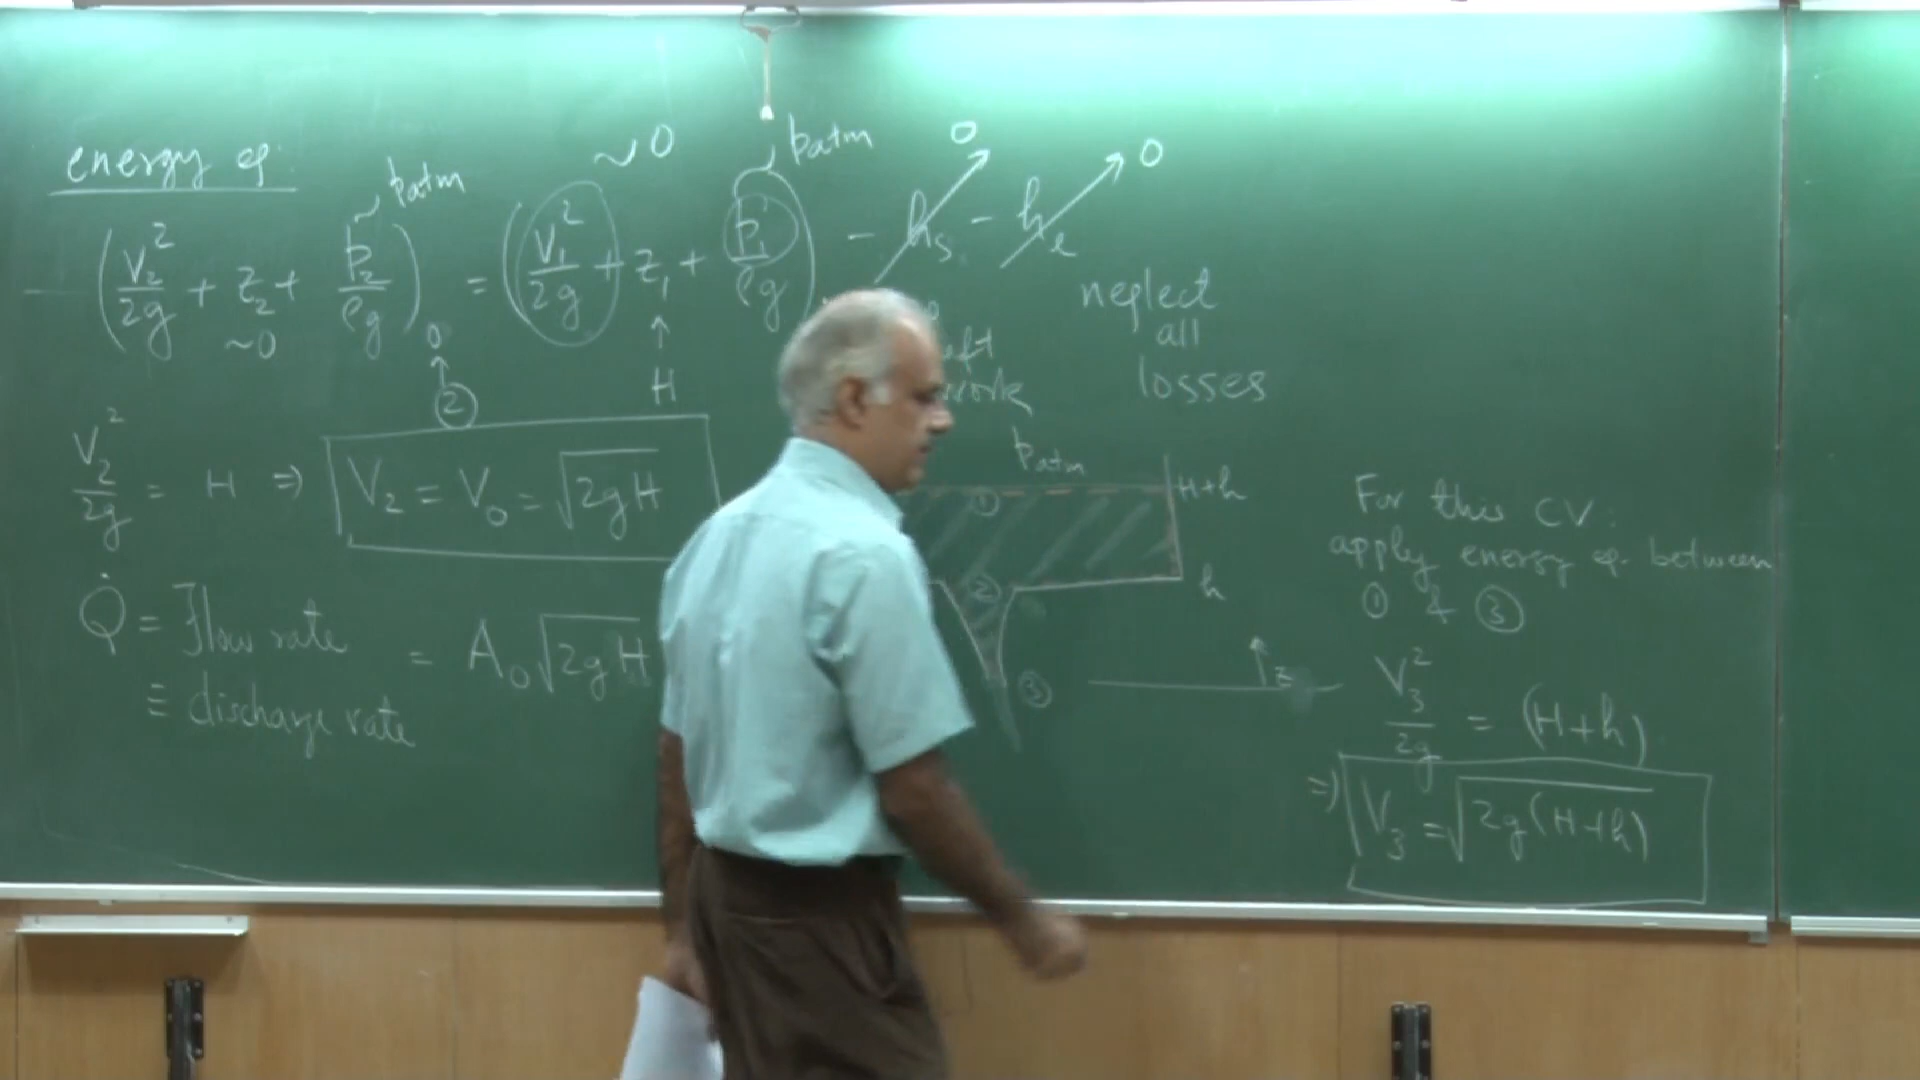 energy eq.
~ patm
~ 0
patm
0
0
(V₂²/2g + z₂ + p₂/ρg) = (V₁²/2g + z₁ + p₁/ρg) - hₛ - hₗ
~0
0
↑
②
↑
H
work
neglect
all
losses
V₂²/2g = H ⇒ V₂ = V₀ = √2gH
Q̇ = Flow rate = A₀√2gH
≡ discharge rate
patm
①
H+h
②
h
③
z
For this CV:
apply energy eq. between
① & ③
V₃²/2g = (H+h)
⇒ V₃ = √2g(H+h)